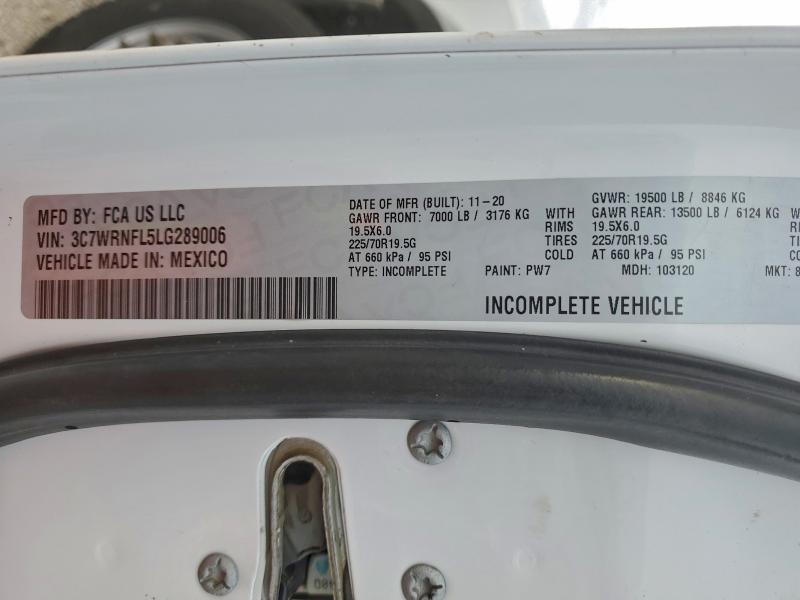 MFD BY: FCA US LLC
VIN: 3C7WRNFL5LG289006
VEHICLE MADE IN: MEXICO
DATE OF MFR (BUILT): 11-20
GAWR FRONT: 7000 LB / 3176 KG WITH
19.5X6.0 RIMS
225/70R19.5G TIRES
AT 660 kPa / 95 PSI COLD
TYPE: INCOMPLETE PAINT: PW7
GVWR: 19500 LB / 8846 KG
GAWR REAR: 13500 LB / 6124 KG
19.5X6.0
225/70R19.5G
AT 660 kPa / 95 PSI
MDH: 103120 MKT: 8
INCOMPLETE VEHICLE